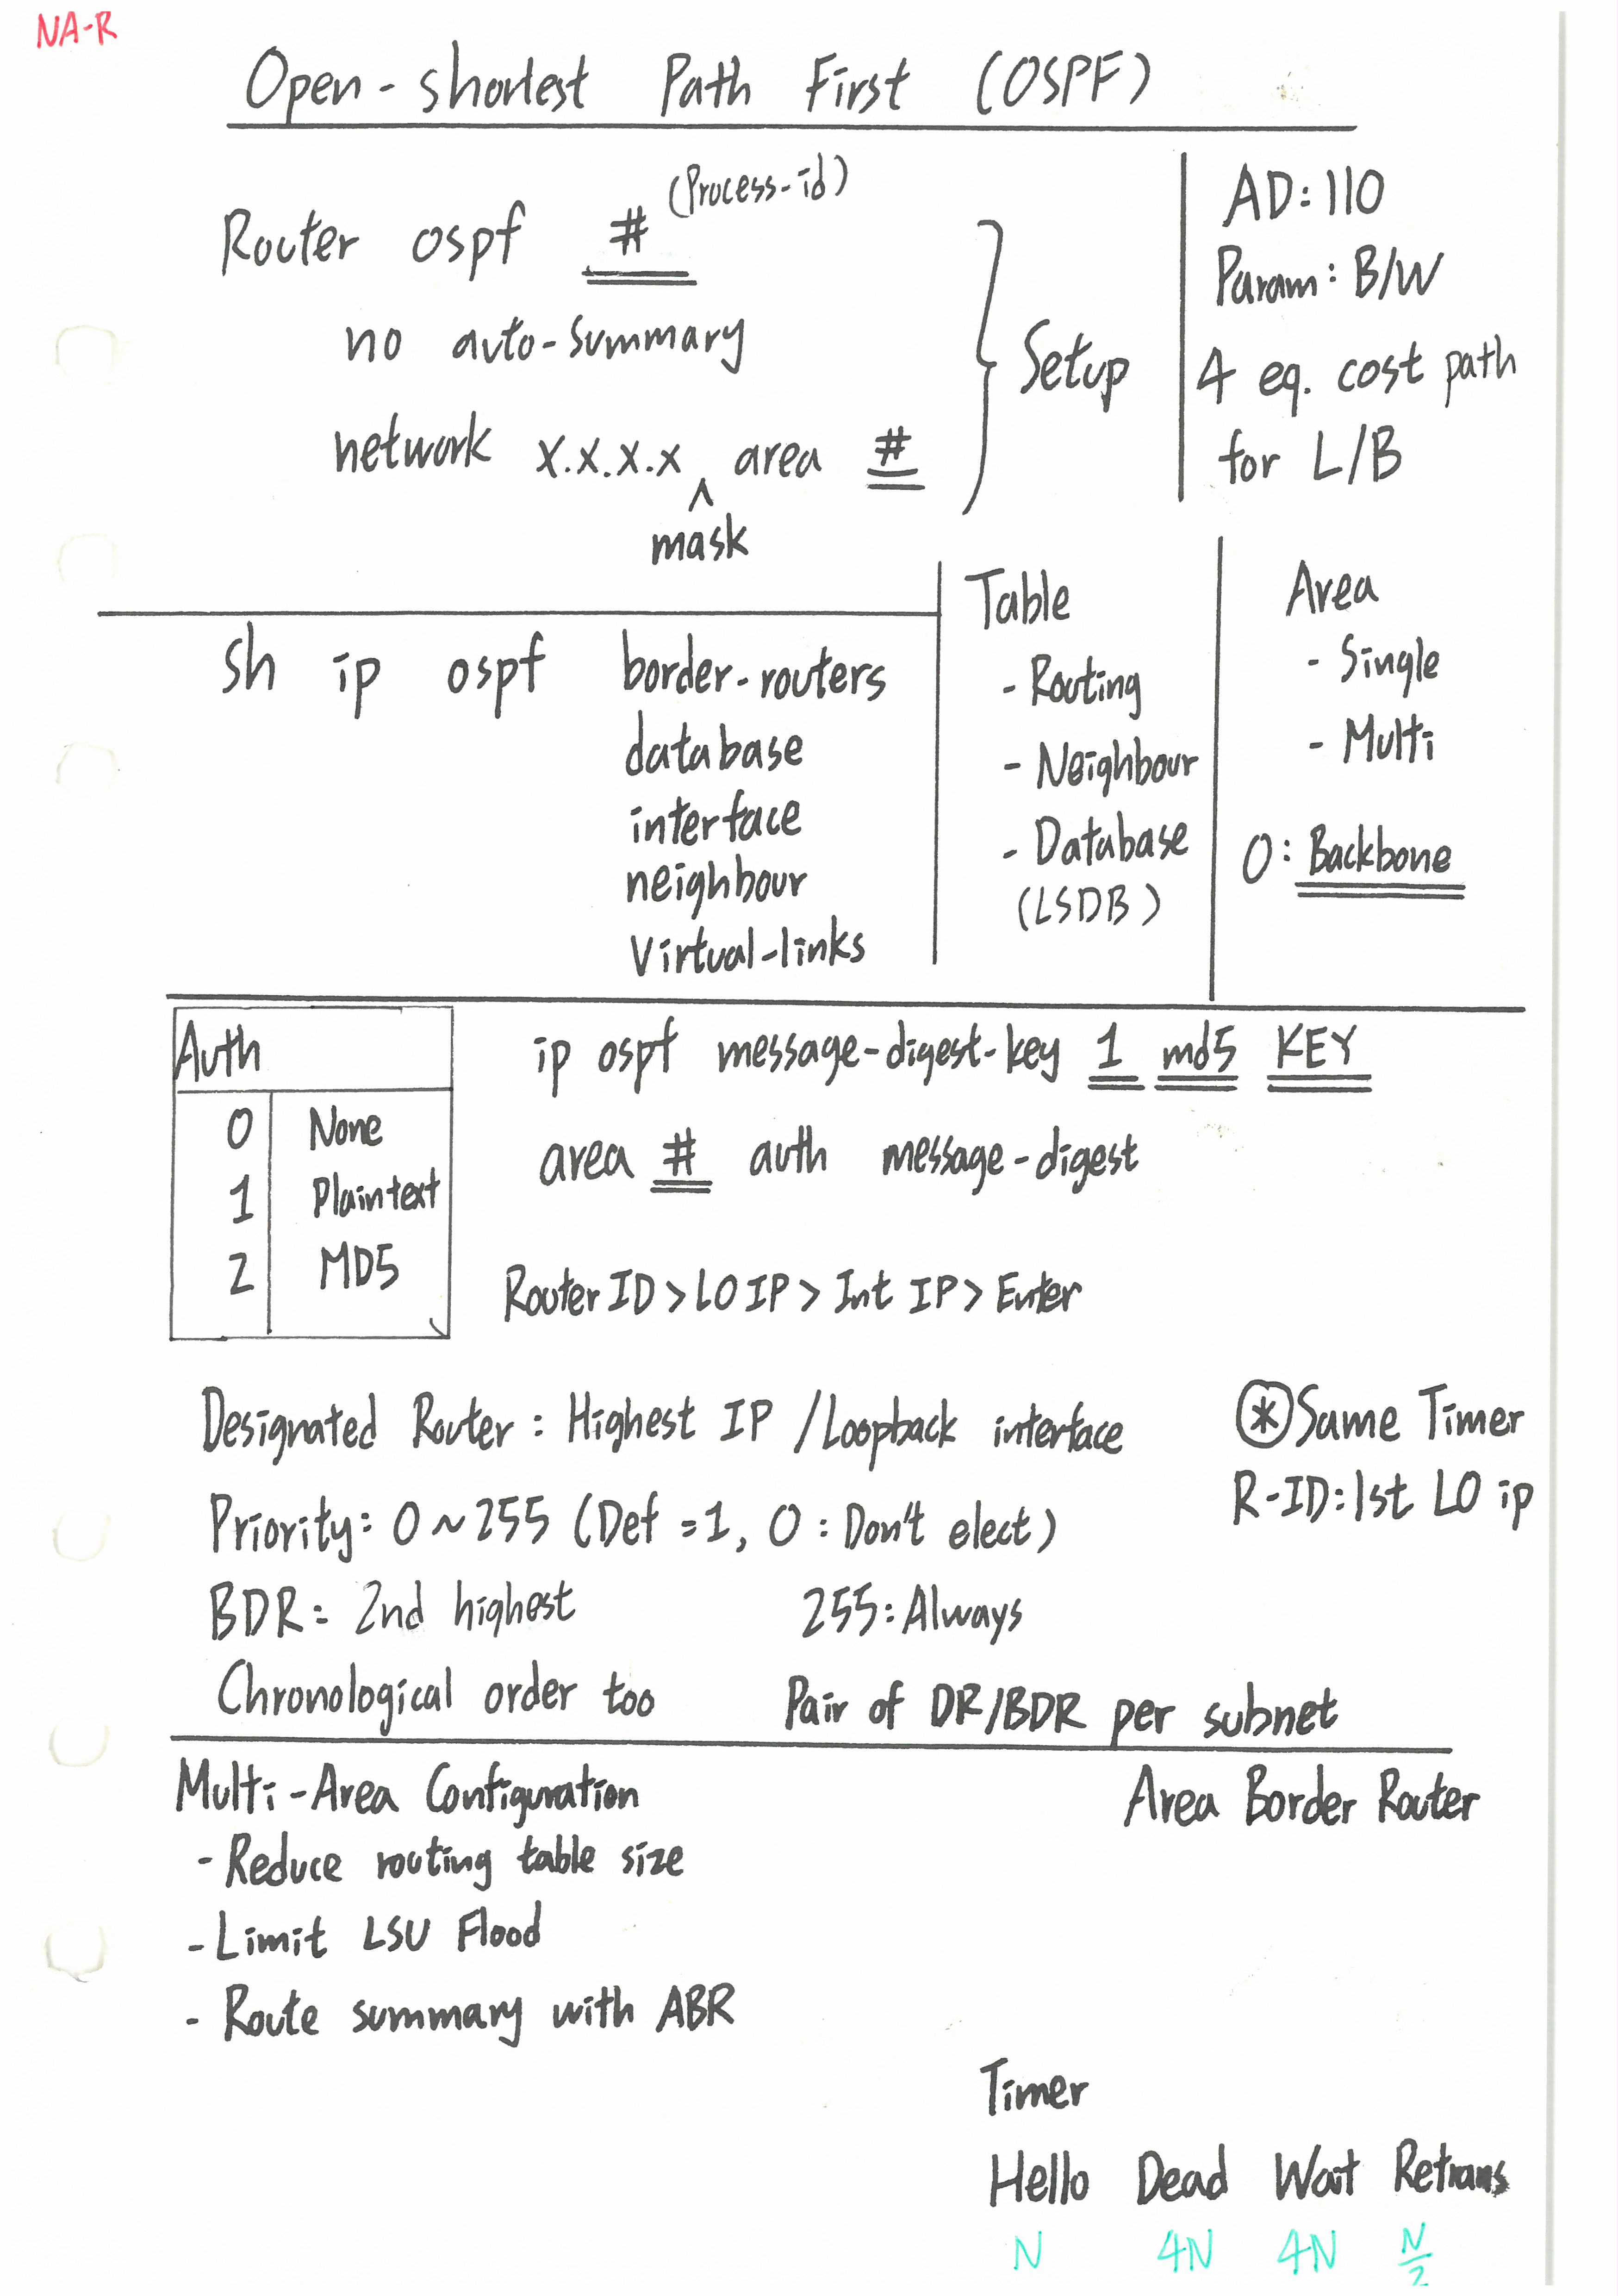 NA-R
Open-shortest Path First (OSPF)
(Process-id)
Router ospf #
no auto-summary
network x.x.x.x area #
mask
Setup
AD: 110
Param: B/W
4 eq. cost path
for L/B
sh ip ospf border-routers
database
interface
neighbour
Virtual-links
Table
- Routing
- Neighbour
- Database
(LSDB)
Area
- Single
- Multi
0: Backbone
Auth
0 None
1 Plaintext
2 MD5
ip ospf message-digest-key 1 md5 KEY
area # auth message-digest
Router ID > LO IP > Int IP > Enter
Designated Router: Highest IP /Loopback interface
Priority: 0 ~ 255 (Def = 1, 0: Don't elect)
BDR = 2nd highest 255: Always
Chronological order too Pair of DR/BDR per subnet
* Same Timer
R-ID: 1st LO ip
Multi-Area Configuration
- Reduce routing table size
- Limit LSU Flood
- Route summary with ABR
Area Border Router
Timer
Hello Dead Wait Retrans
N 4N 4N N/2